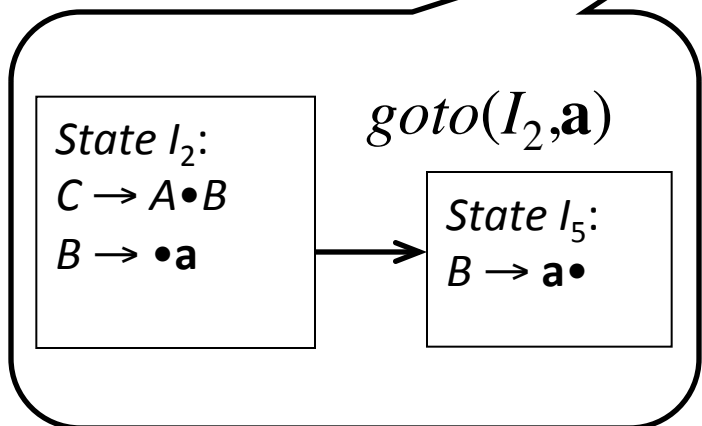 State I₂:
C → A•B
B → •a
goto(I₂,a)
State I₅:
B → a•